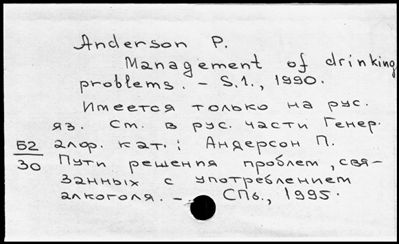 Anderson P.
Management of drinking
problems. - S.l., 1990.
Имеется только на рус.
яз. См. в рус. части Генер.
Б2
30
алф. кат.: Андерсон П.
Пути решения проблем, свя-
занных с употреблением
алкоголя. - СПб., 1995.